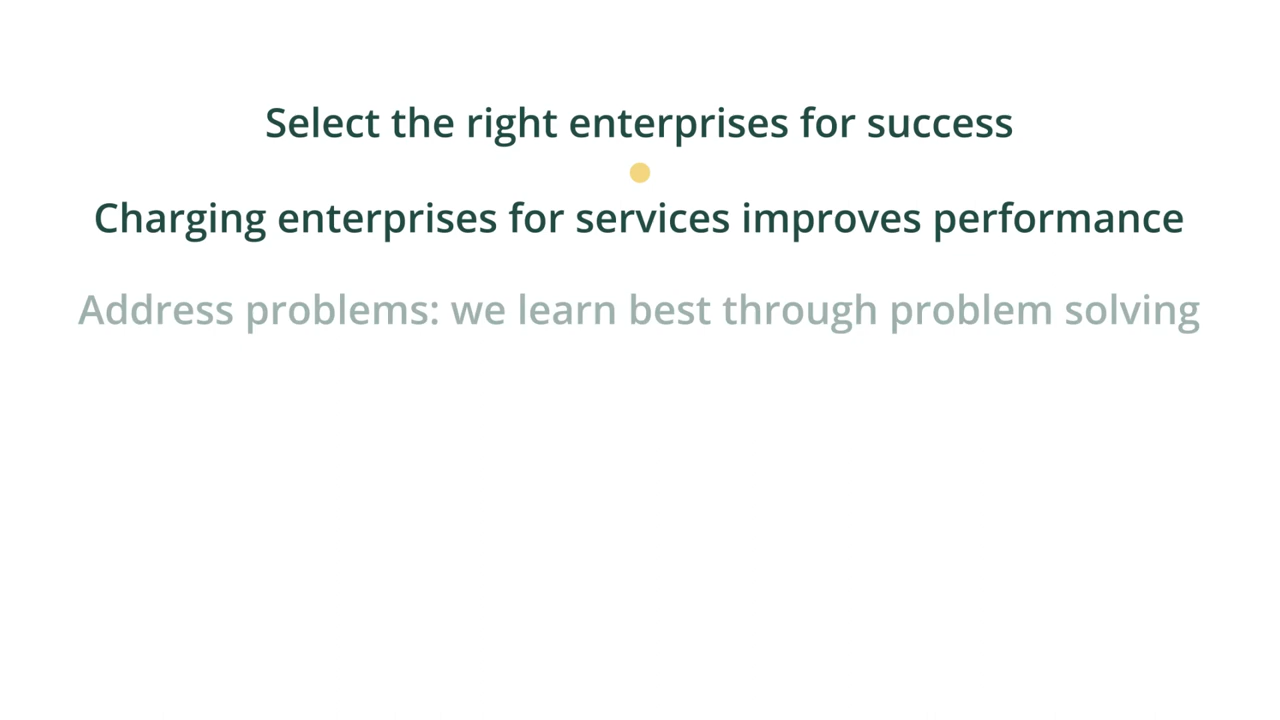 Select the right enterprises for success
Charging enterprises for services improves performance
Address problems: we learn best through problem solving